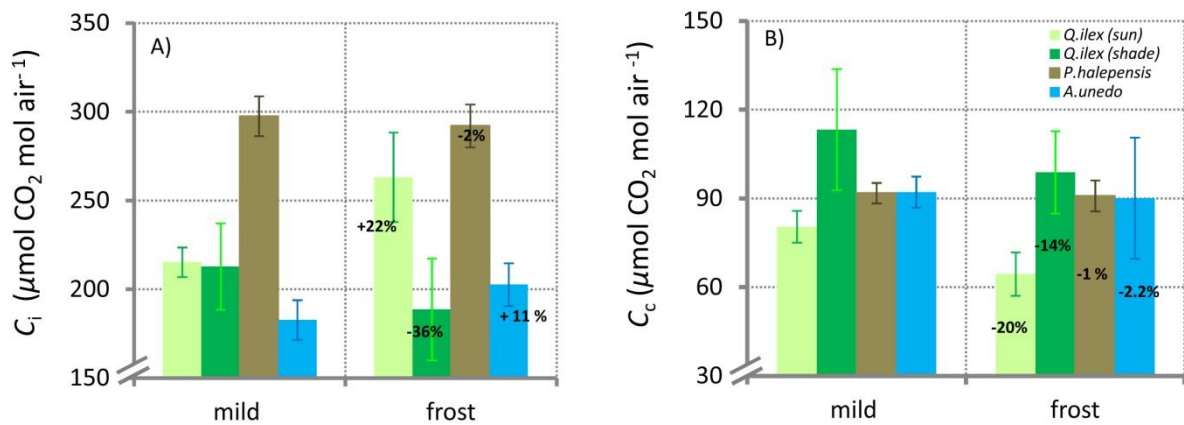 A)
C_i (µmol CO₂ mol air⁻¹)
350
300
250
200
150
+22%
-36%
-2%
+ 11 %
mild
frost
B)
C_c (µmol CO₂ mol air⁻¹)
150
120
90
60
30
Q.ilex (sun)
Q.ilex (shade)
P.halepensis
A.unedo
-20%
-14%
-1 %
-2.2%
mild
frost